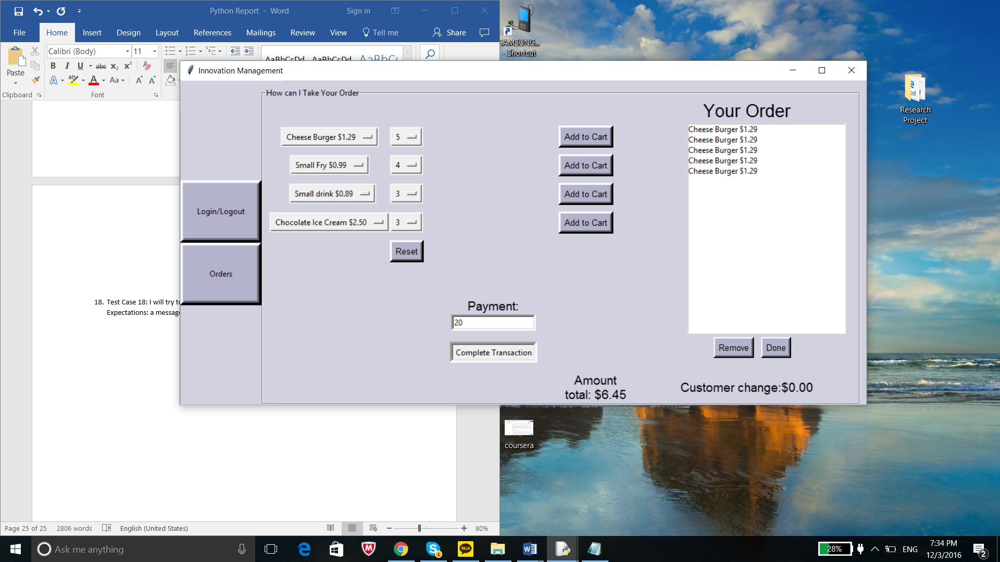 Python Report - Word
Sign in
File
Home
Insert
Design
Layout
References
Mailings
Review
View
Tell me
Share
Paste
Calibri (Body)
11
AaBbCcDd
AaBbCcDd
AaBbCc
Clipboard
Font
18. Test Case 18: I will try
Expectations: a message
Page 25 of 25
2806 words
English (United States)
80%
Innovation Management
How can I Take Your Order
Login/Logout
Orders
Cheese Burger $1.29
5
Add to Cart
Small Fry $0.99
4
Add to Cart
Small drink $0.89
3
Add to Cart
Chocolate Ice Cream $2.50
3
Add to Cart
Reset
Payment:
20
Complete Transaction
Your Order
Cheese Burger $1.29
Cheese Burger $1.29
Cheese Burger $1.29
Cheese Burger $1.29
Cheese Burger $1.29
Remove
Done
Amount
total: $6.45
Customer change:$0.00
SAMSUNG...
- Shortcut
Research
Project
coursera
Ask me anything
TALK
28%
ENG
7:34 PM
12/3/2016
2